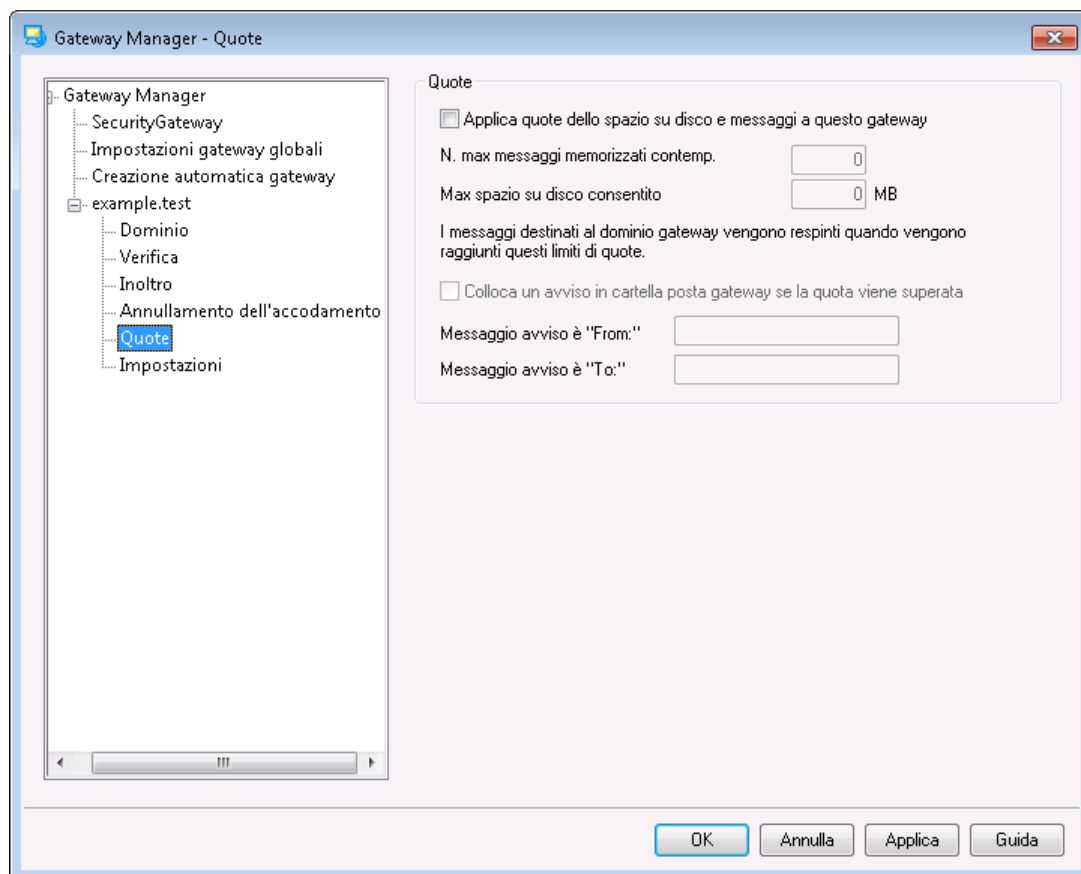 Gateway Manager - Quote
Gateway Manager
SecurityGateway
Impostazioni gateway globali
Creazione automatica gateway
example.test
Dominio
Verifica
Inoltro
Annullamento dell'accodamento
Quote
Impostazioni
Quote
Applica quote dello spazio su disco e messaggi a questo gateway
N. max messaggi memorizzati contemp. 0
Max spazio su disco consentito 0 MB
I messaggi destinati al dominio gateway vengono respinti quando vengono
raggiunti questi limiti di quote.
Colloca un avviso in cartella posta gateway se la quota viene superata
Messaggio avviso è "From:"
Messaggio avviso è "To:"
OK Annulla Applica Guida